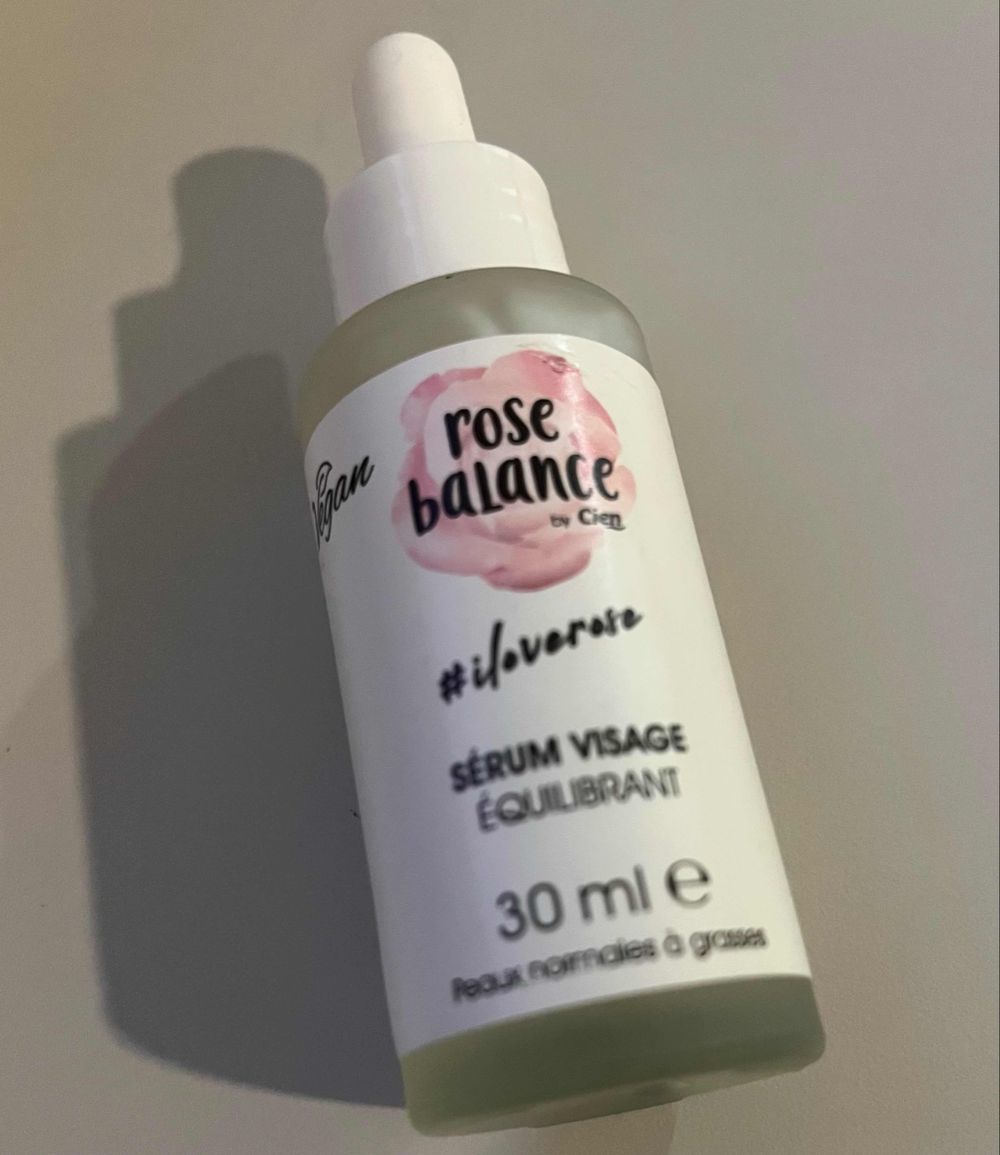 Vegan
rose
balance
by Cien
#iloverose
SÉRUM VISAGE
ÉQUILIBRANT
30 ml e
Peaux normales à grasses